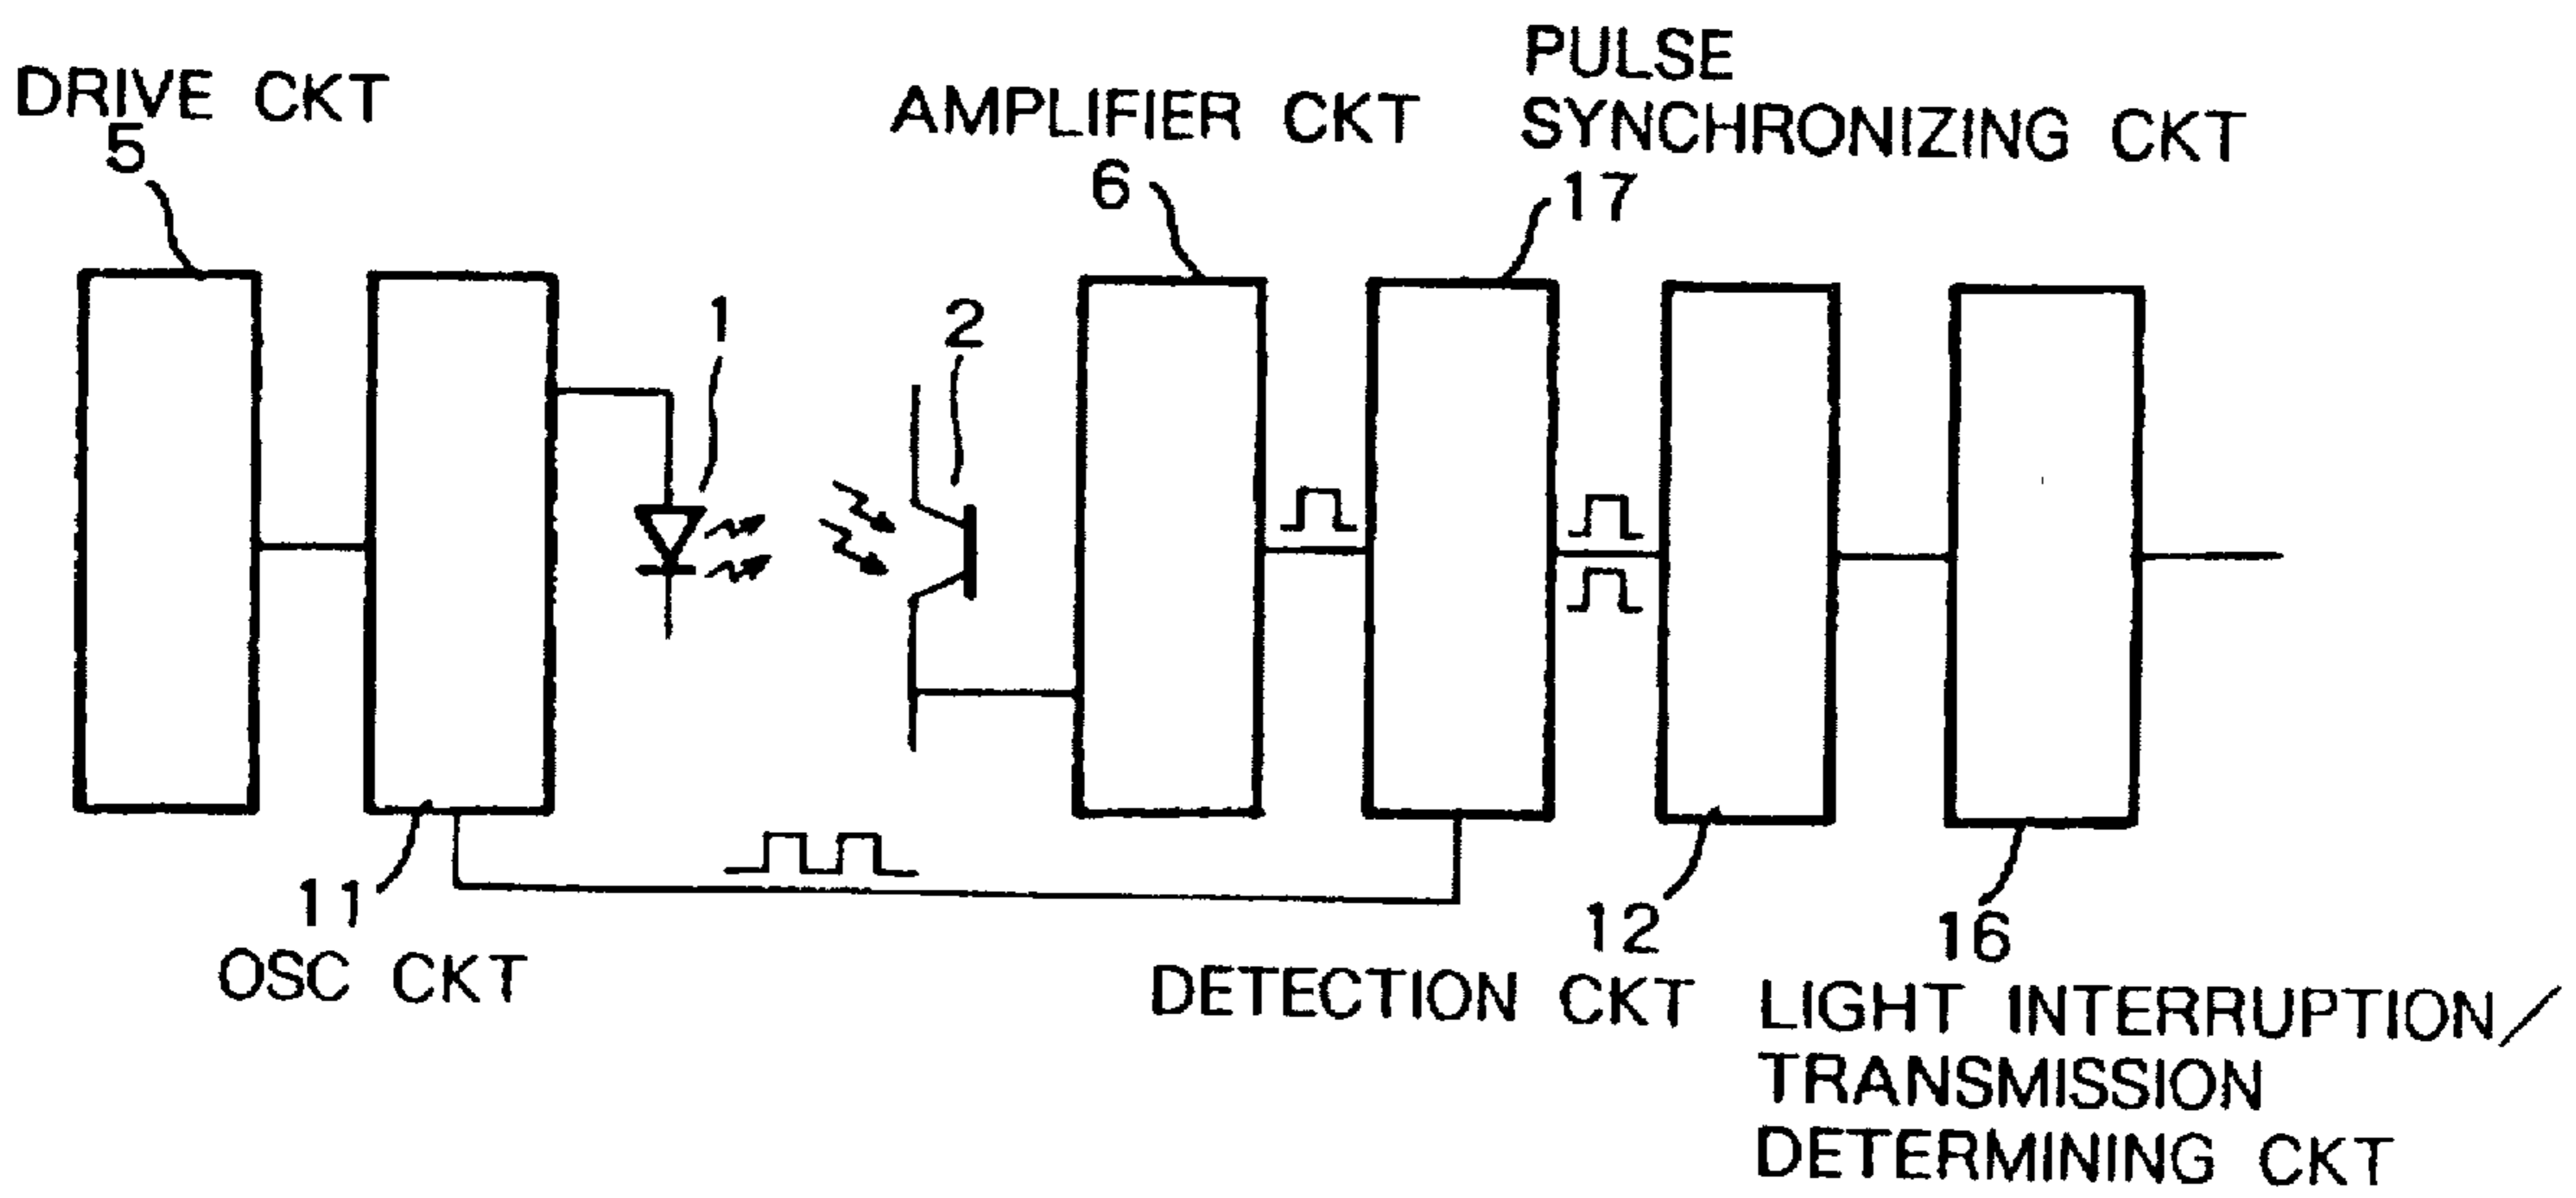 DRIVE CKT
5
AMPLIFIER CKT
6
PULSE
SYNCHRONIZING CKT
17
1
2
11
OSC CKT
12
DETECTION CKT
16
LIGHT INTERRUPTION/
TRANSMISSION
DETERMINING CKT